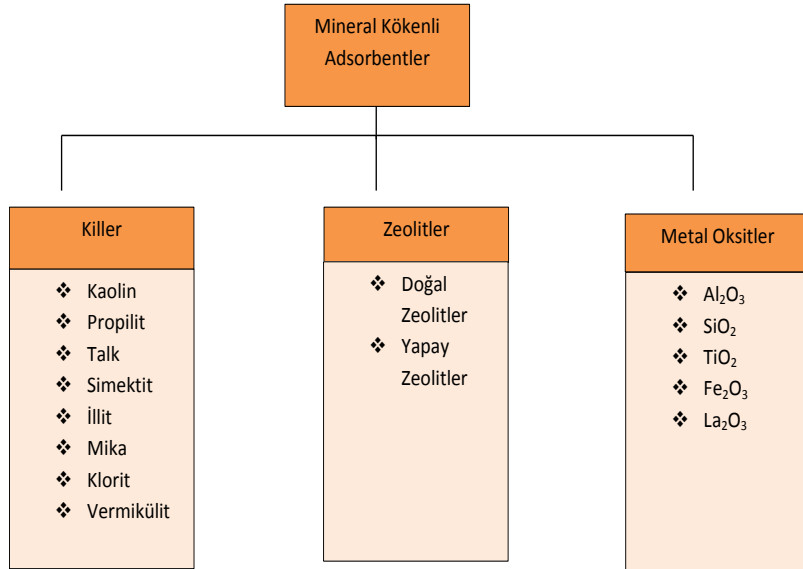 Mineral Kökenli
Adsorbentler
Killer
❖ Kaolin
❖ Propilit
❖ Talk
❖ Simektit
❖ İllit
❖ Mika
❖ Klorit
❖ Vermikülit
Zeolitler
❖ Doğal
Zeolitler
❖ Yapay
Zeolitler
Metal Oksitler
❖ Al₂O₃
❖ SiO₂
❖ TiO₂
❖ Fe₂O₃
❖ La₂O₃